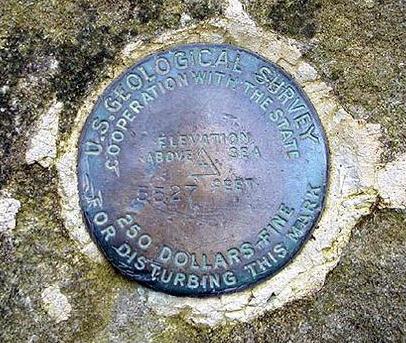 U.S. GEOLOGICAL SURVEY
COOPERATION WITH THE STATE
ELEVATION
ABOVE SEA
5527 FEET
250 DOLLARS FINE
FOR DISTURBING THIS MARK